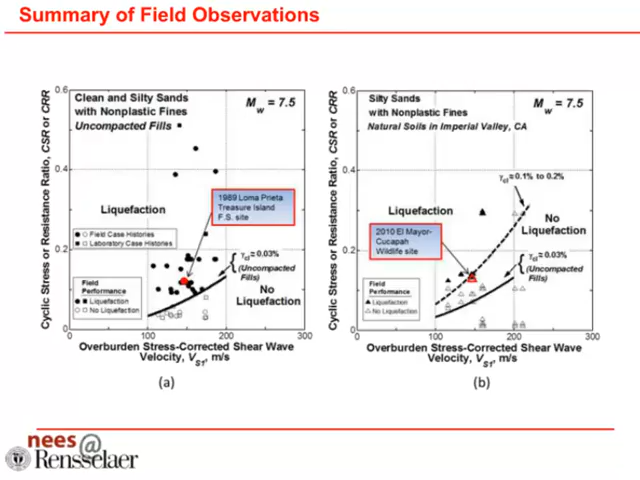 Summary of Field Observations
Cyclic Stress or Resistance Ratio, CSR or CRR
0.6
0.4
0.2
0
Clean and Silty Sands
with Nonplastic Fines
Uncompacted Fills
Mw = 7.5
1989 Loma Prieta
Treasure Island
F.S. site
Liquefaction
Field Case Histories
Laboratory Case Histories
γcl≅0.03%
(Uncompacted
Fills)
Field
Performance
Liquefaction
No Liquefaction
No
Liquefaction
0 100 200 300
Overburden Stress-Corrected Shear Wave
Velocity, VS1, m/s
(a)
Cyclic Stress or Resistance Ratio, CSR or CRR
0.6
0.4
0.2
0
Silty Sands
with Nonplastic Fines
Natural Soils in Imperial Valley, CA
Mw = 7.5
γcl≅0.1% to 0.2%
Liquefaction
No
Liquefaction
2010 El Mayor-
Cucapah
Wildlife site
γcl≅0.03%
(Uncompacted
Fills)
Field
Performance
Liquefaction
No Liquefaction
0 100 200 300
Overburden Stress-Corrected Shear Wave
Velocity, VS1, m/s
(b)
nees@
Rensselaer